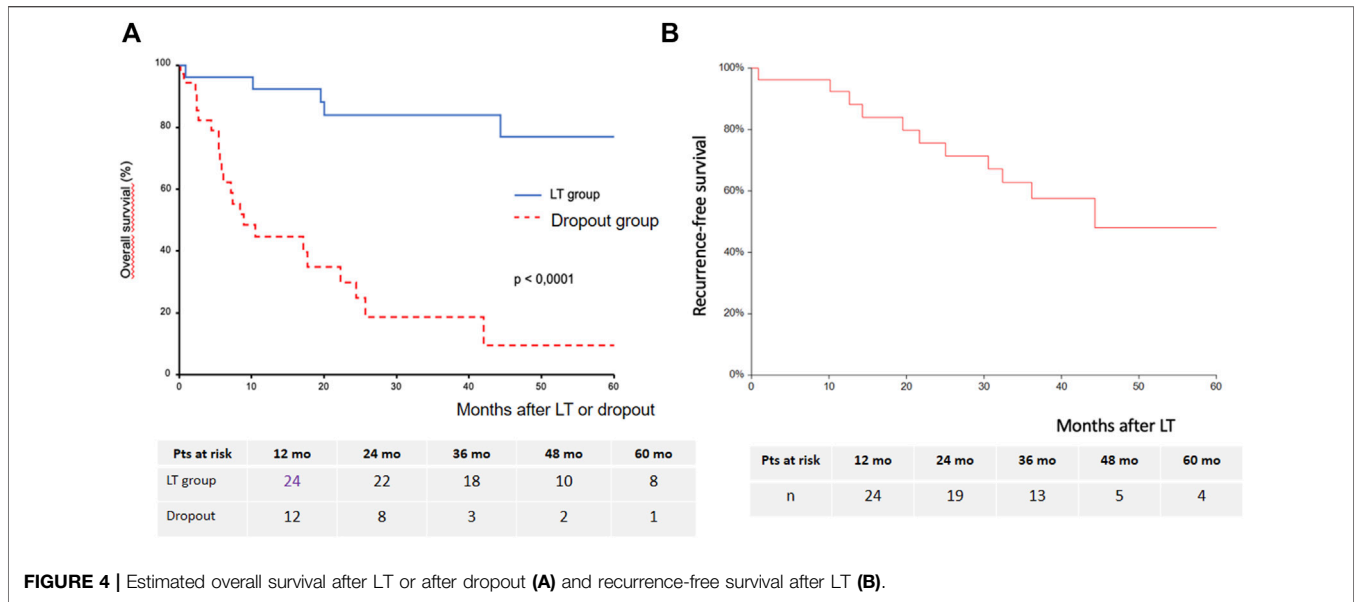 A
100
80
60
40
20
0
Overall survival (%)
LT group
Dropout group
p < 0,0001
0 10 20 30 40 50 60
Months after LT or dropout
Pts at risk 12 mo 24 mo 36 mo 48 mo 60 mo
LT group 24 22 18 10 8
Dropout 12 8 3 2 1
B
100%
80%
60%
40%
20%
0%
Recurrence-free survival
0 10 20 30 40 50 60
Months after LT
Pts at risk 12 mo 24 mo 36 mo 48 mo 60 mo
n 24 19 13 5 4
FIGURE 4 | Estimated overall survival after LT or after dropout (A) and recurrence-free survival after LT (B).